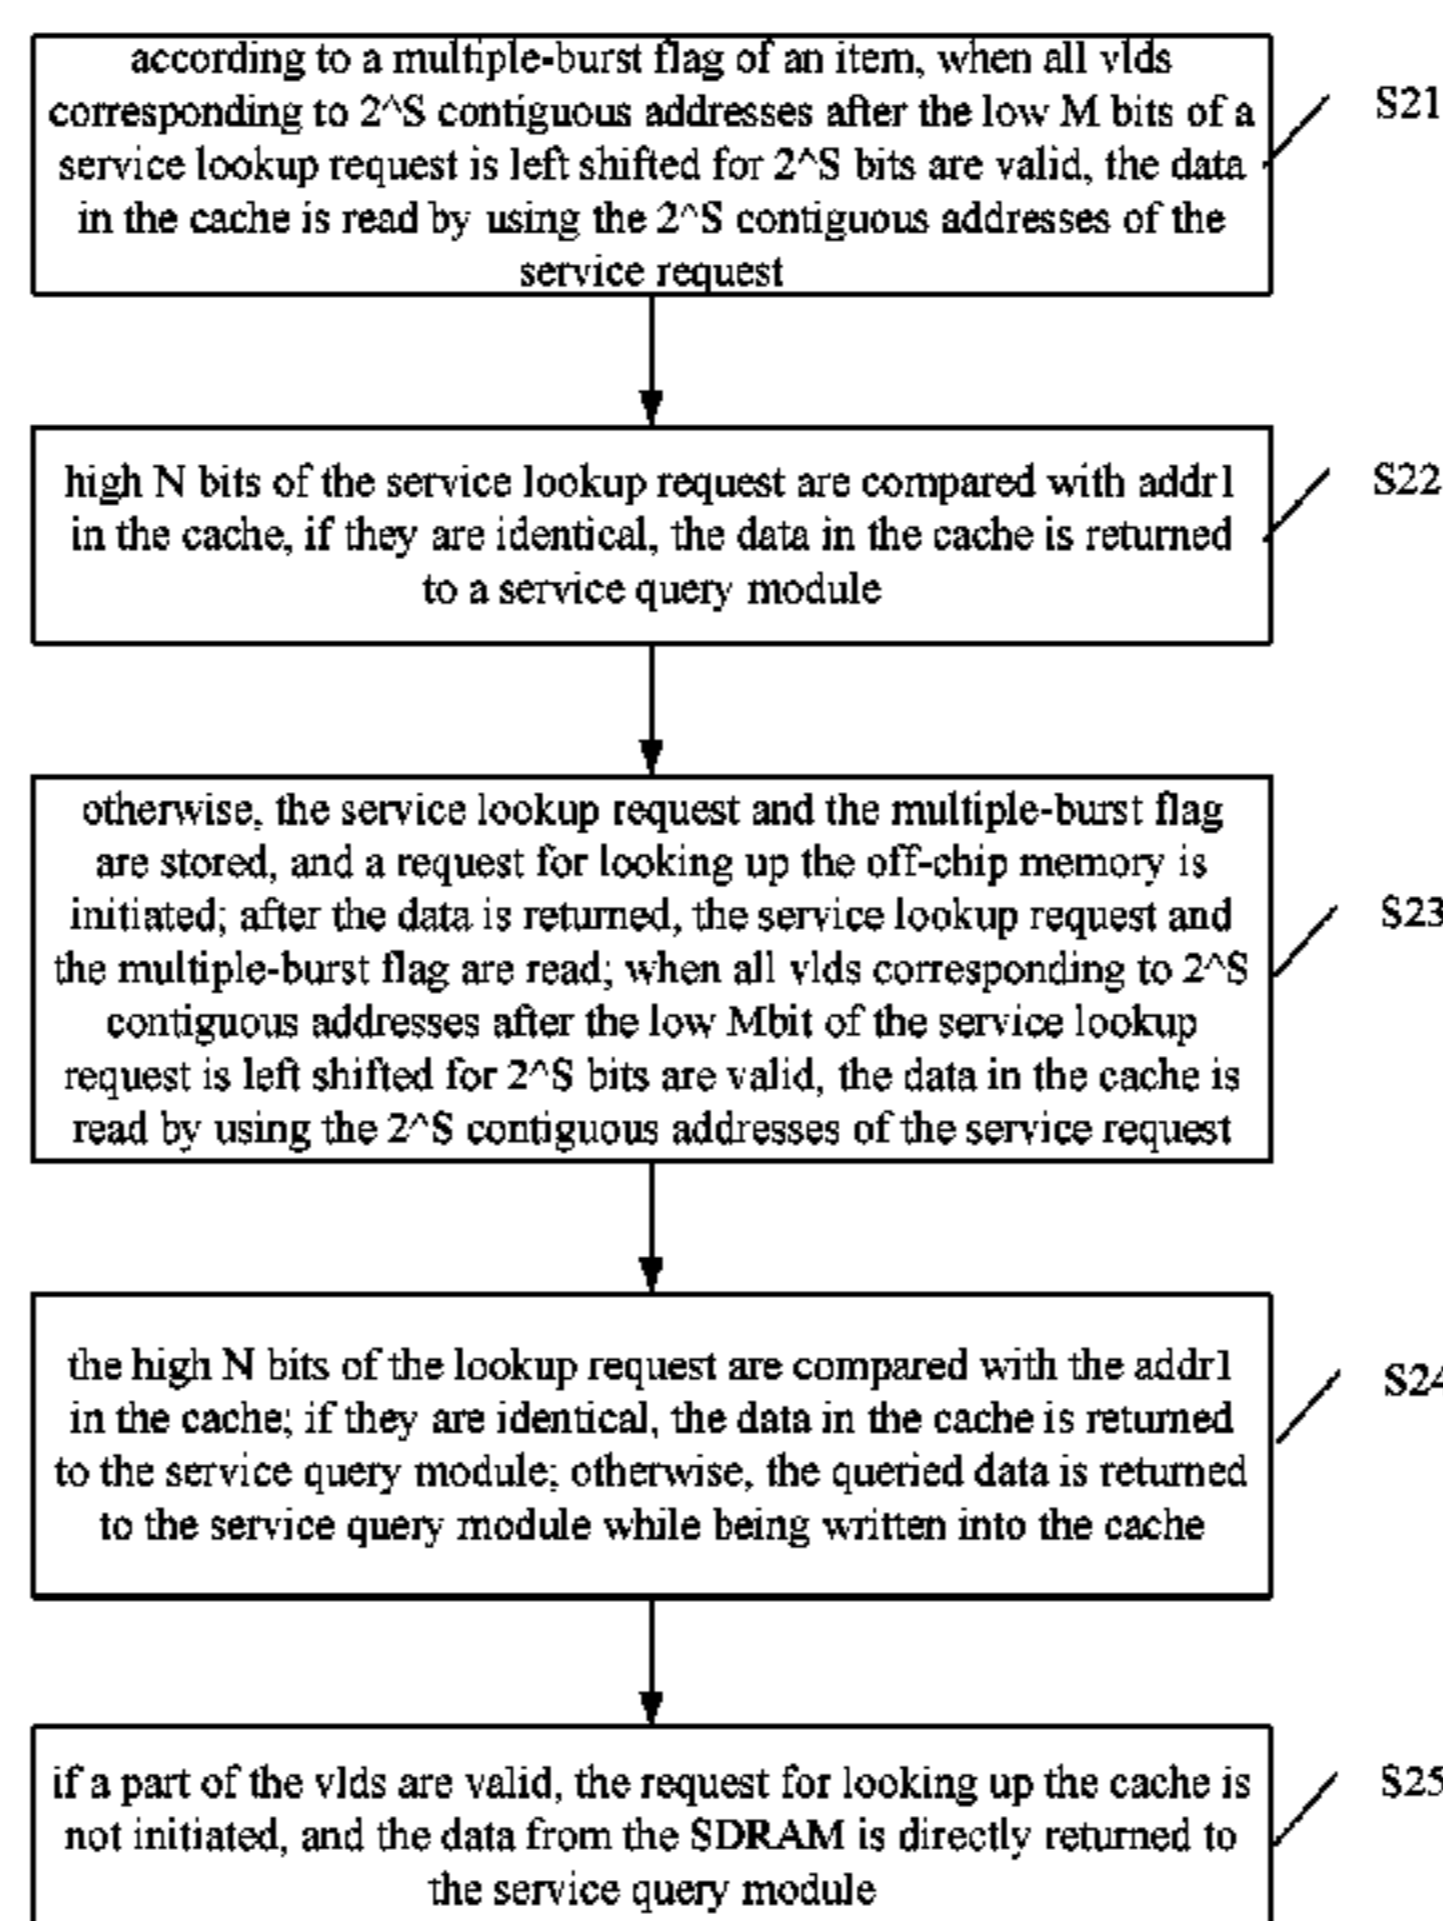 according to a multiple-burst flag of an item, when all vlds
corresponding to 2^S contiguous addresses after the low M bits of a
service lookup request is left shifted for 2^S bits are valid, the data
in the cache is read by using the 2^S contiguous addresses of the
service request
S21
high N bits of the service lookup request are compared with addr1
in the cache, if they are identical, the data in the cache is returned
to a service query module
S22
otherwise, the service lookup request and the multiple-burst flag
are stored, and a request for looking up the off-chip memory is
initiated; after the data is returned, the service lookup request and
the multiple-burst flag are read; when all vlds corresponding to 2^S
contiguous addresses after the low Mbit of the service lookup
request is left shifted for 2^S bits are valid, the data in the cache is
read by using the 2^S contiguous addresses of the service request
S23
the high N bits of the lookup request are compared with the addr1
in the cache; if they are identical, the data in the cache is returned
to the service query module; otherwise, the queried data is returned
to the service query module while being written into the cache
S24
if a part of the vlds are valid, the request for looking up the cache is
not initiated, and the data from the SDRAM is directly returned to
the service query module
S25